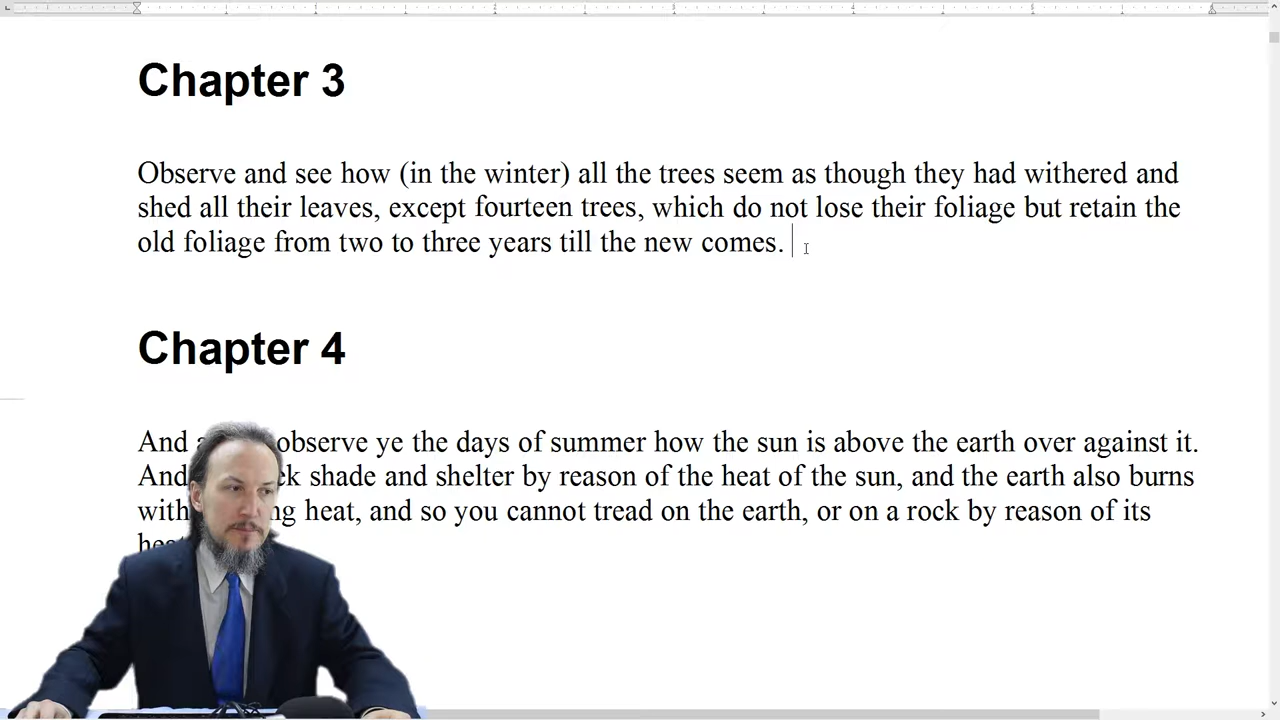 Chapter 3
Observe and see how (in the winter) all the trees seem as though they had withered and
shed all their leaves, except fourteen trees, which do not lose their foliage but retain the
old foliage from two to three years till the new comes.
Chapter 4
And observe ye the days of summer how the sun is above the earth over against it.
And shade and shelter by reason of the heat of the sun, and the earth also burns
with heat, and so you cannot tread on the earth, or on a rock by reason of its